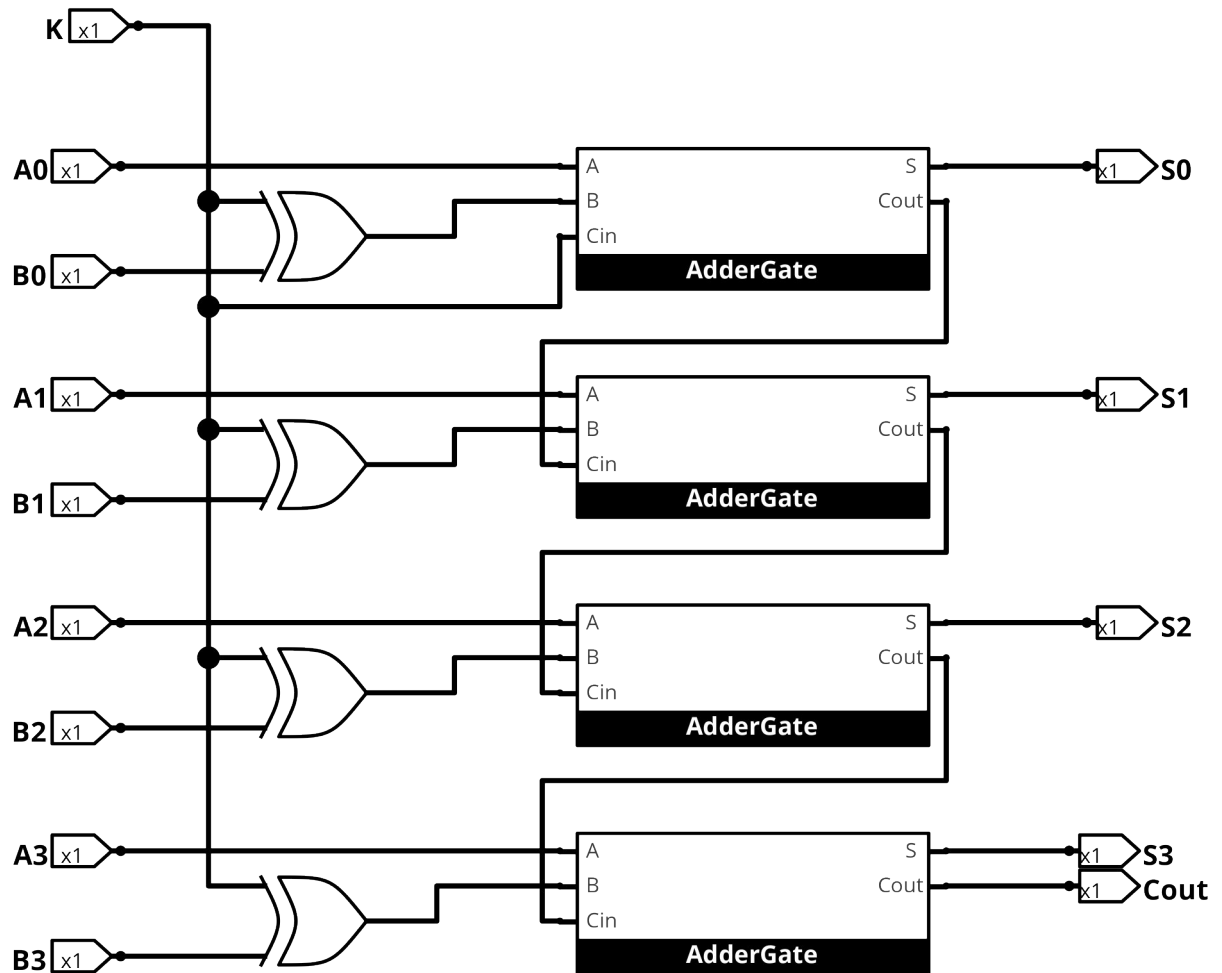 K x1
A0 x1 A S x1 S0
B Cout
Cin
B0 x1 AdderGate
A1 x1 A S x1 S1
B Cout
Cin
B1 x1 AdderGate
A2 x1 A S x1 S2
B Cout
Cin
B2 x1 AdderGate
A3 x1 A S x1 S3
B Cout x1 Cout
Cin
B3 x1 AdderGate